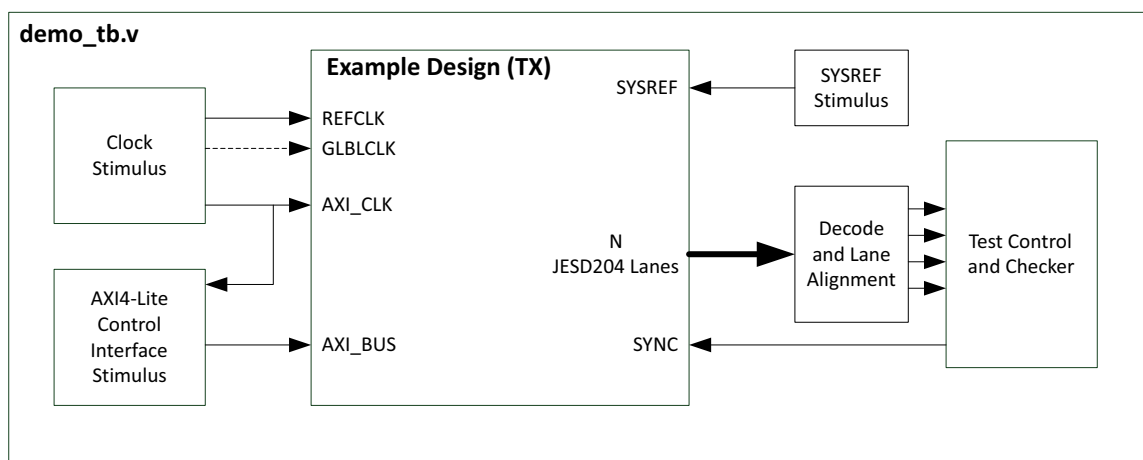 demo_tb.v
Example Design (TX)
Clock
Stimulus
REFCLK
GLBLCLK
AXI_CLK
AXI4-Lite
Control
Interface
Stimulus
AXI_BUS
SYSREF
SYSREF
Stimulus
N
JESD204 Lanes
Decode
and Lane
Alignment
Test Control
and Checker
SYNC